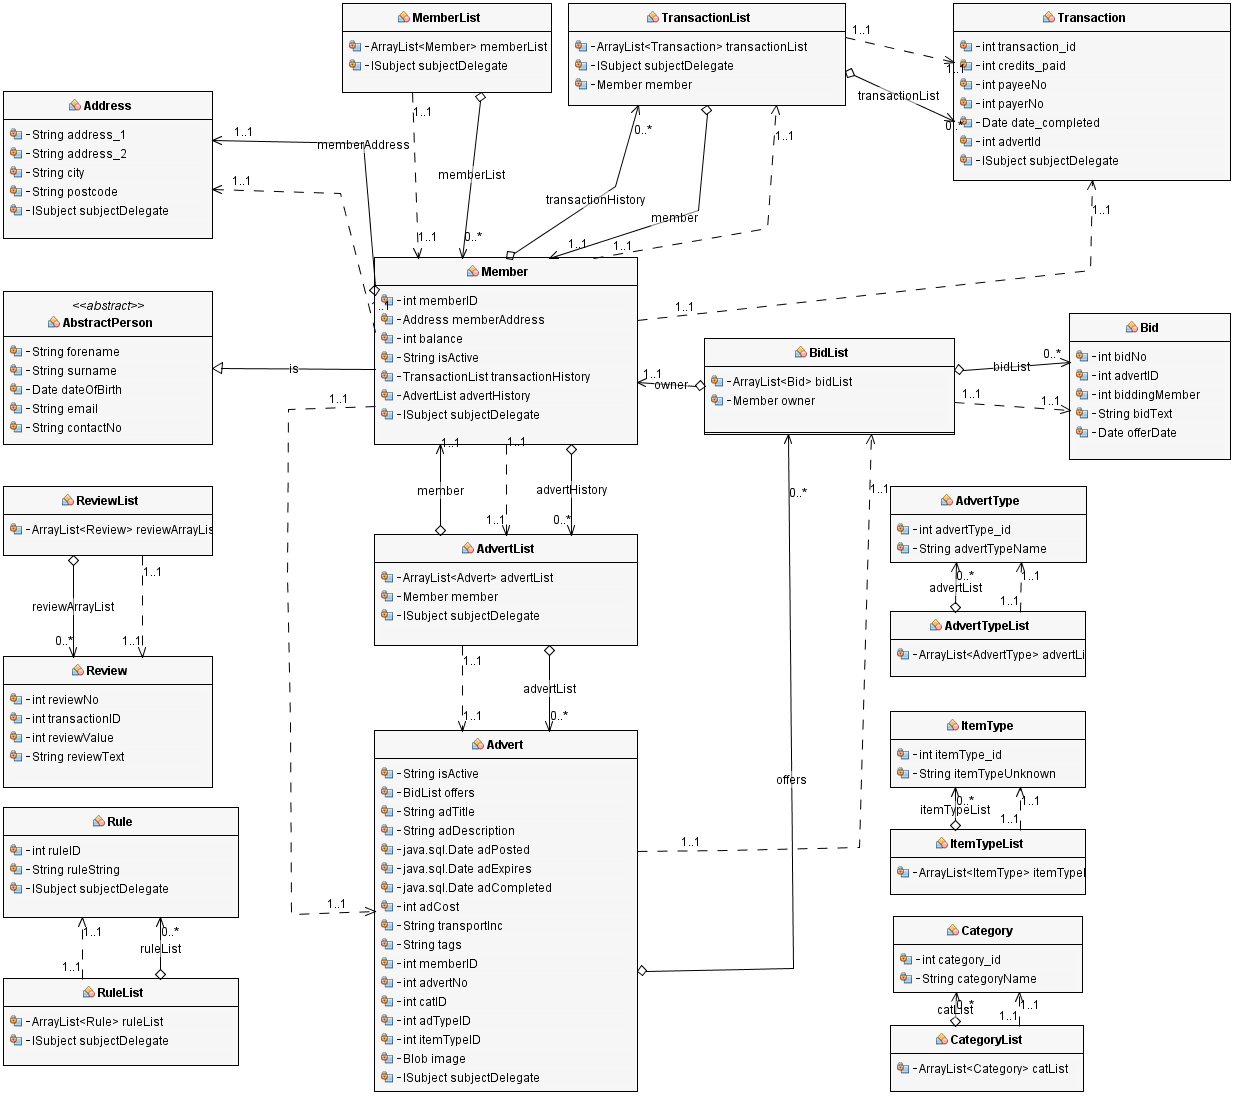 MemberList
-ArrayList<Member> memberList
-ISubject subjectDelegate
TransactionList
-ArrayList<Transaction> transactionList
-ISubject subjectDelegate
-Member member
Transaction
-int transaction_id
-int credits_paid
-int payeeNo
-int payerNo
-Date date_completed
-int advertId
-ISubject subjectDelegate
1..1
1..1
transactionList
0..*
Address
-String address_1
-String address_2
-String city
-String postcode
-ISubject subjectDelegate
1..1
memberAddress
1..1
1..1
memberList
1..1
0..*
0..*
transactionHistory
member
1..1
1..1
1..1
1..1
1..1
<<abstract>>
AbstractPerson
-String forename
-String surname
-Date dateOfBirth
-String email
-String contactNo
is
Member
-int memberID
-Address memberAddress
-int balance
-String isActive
-TransactionList transactionHistory
-AdvertList advertHistory
-ISubject subjectDelegate
1..1
1..1
owner
BidList
-ArrayList<Bid> bidList
-Member owner
bidList
0..*
1..1
1..1
Bid
-int bidNo
-int advertID
-int biddingMember
-String bidText
-Date offerDate
1..1
1..1
1..1
member
advertHistory
1..1
0..*
0..*
1..1
ReviewList
-ArrayList<Review> reviewArrayLis
1..1
reviewArrayList
0..*
1..1
Review
-int reviewNo
-int transactionID
-int reviewValue
-String reviewText
AdvertList
-ArrayList<Advert> advertList
-Member member
-ISubject subjectDelegate
1..1
advertList
1..1
0..*
AdvertType
-int advertType_id
-String advertTypeName
0..*
1..1
advertList
1..1
AdvertTypeList
-ArrayList<AdvertType> advertLi
ItemType
-int itemType_id
-String itemTypeUnknown
0..*
1..1
itemTypeList
1..1
ItemTypeList
-ArrayList<ItemType> itemTypeL
Advert
-String isActive
-BidList offers
-String adTitle
-String adDescription
-java.sql.Date adPosted
-java.sql.Date adExpires
-java.sql.Date adCompleted
-int adCost
-String transportInc
-String tags
-int memberID
-int advertNo
-int catID
-int adTypeID
-int itemTypeID
-Blob image
-ISubject subjectDelegate
offers
1..1
1..1
Rule
-int ruleID
-String ruleString
-ISubject subjectDelegate
1..1
0..*
ruleList
1..1
RuleList
-ArrayList<Rule> ruleList
-ISubject subjectDelegate
Category
-int category_id
-String categoryName
0..*
1..1
catList
1..1
CategoryList
-ArrayList<Category> catList